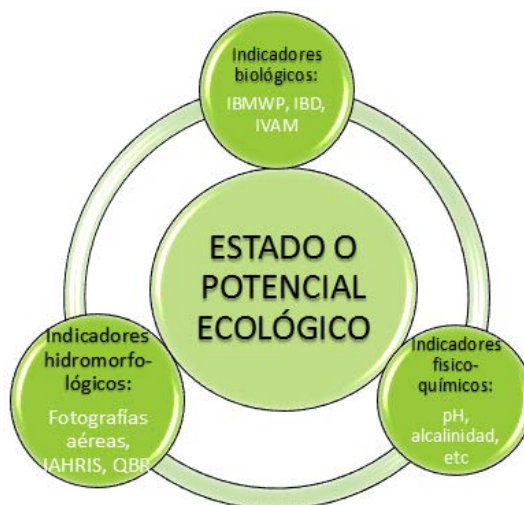 Indicadores
biológicos:
IBMWP, IBD,
IVAM
ESTADO O
POTENCIAL
ECOLÓGICO
Indicadores
hidromorfo-
lógicos:
Fotografías
aéreas,
IAHRIS, QBR
Indicadores
fisico-
químicos:
pH,
alcalinidad,
etc